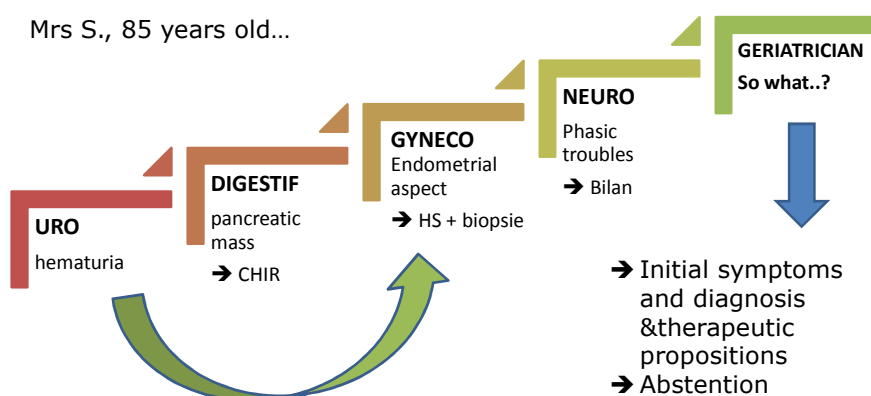 Mrs S., 85 years old...
URO
hematuria
DIGESTIF
pancreatic
mass
➔ CHIR
GYNECO
Endometrial
aspect
➔ HS + biopsie
NEURO
Phasic
troubles
➔ Bilan
GERIATRICIAN
So what..?
➔ Initial symptoms
and diagnosis
&therapeutic
propositions
➔ Abstention